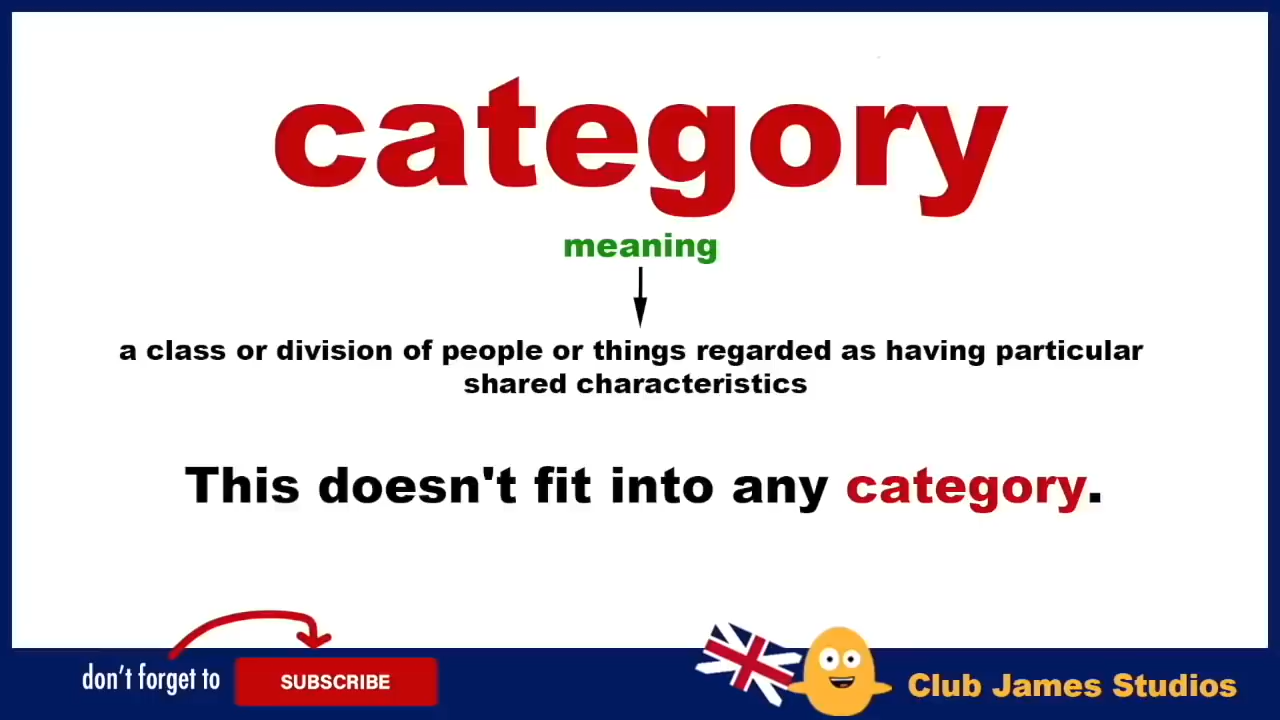 category
meaning
a class or division of people or things regarded as having particular
shared characteristics
This doesn't fit into any category.
don't forget to
SUBSCRIBE
Club James Studios